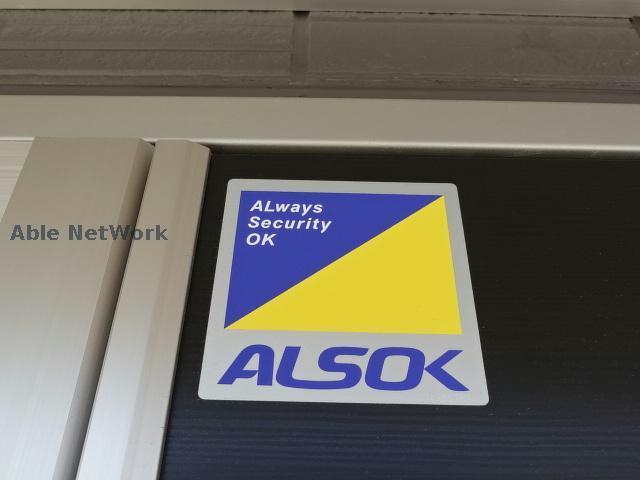 ALways
Security
OK
Able NetWork
ALSOK